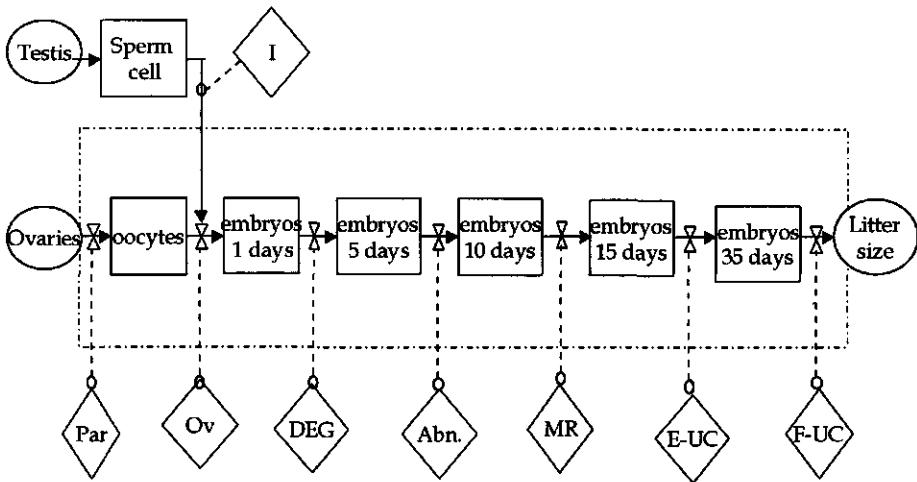 Testis
Sperm
cell
I
Ovaries
oocytes
embryos
1 days
embryos
5 days
embryos
10 days
embryos
15 days
embryos
35 days
Litter
size
Par
Ov
DEG
Abn.
MR
E-UC
F-UC